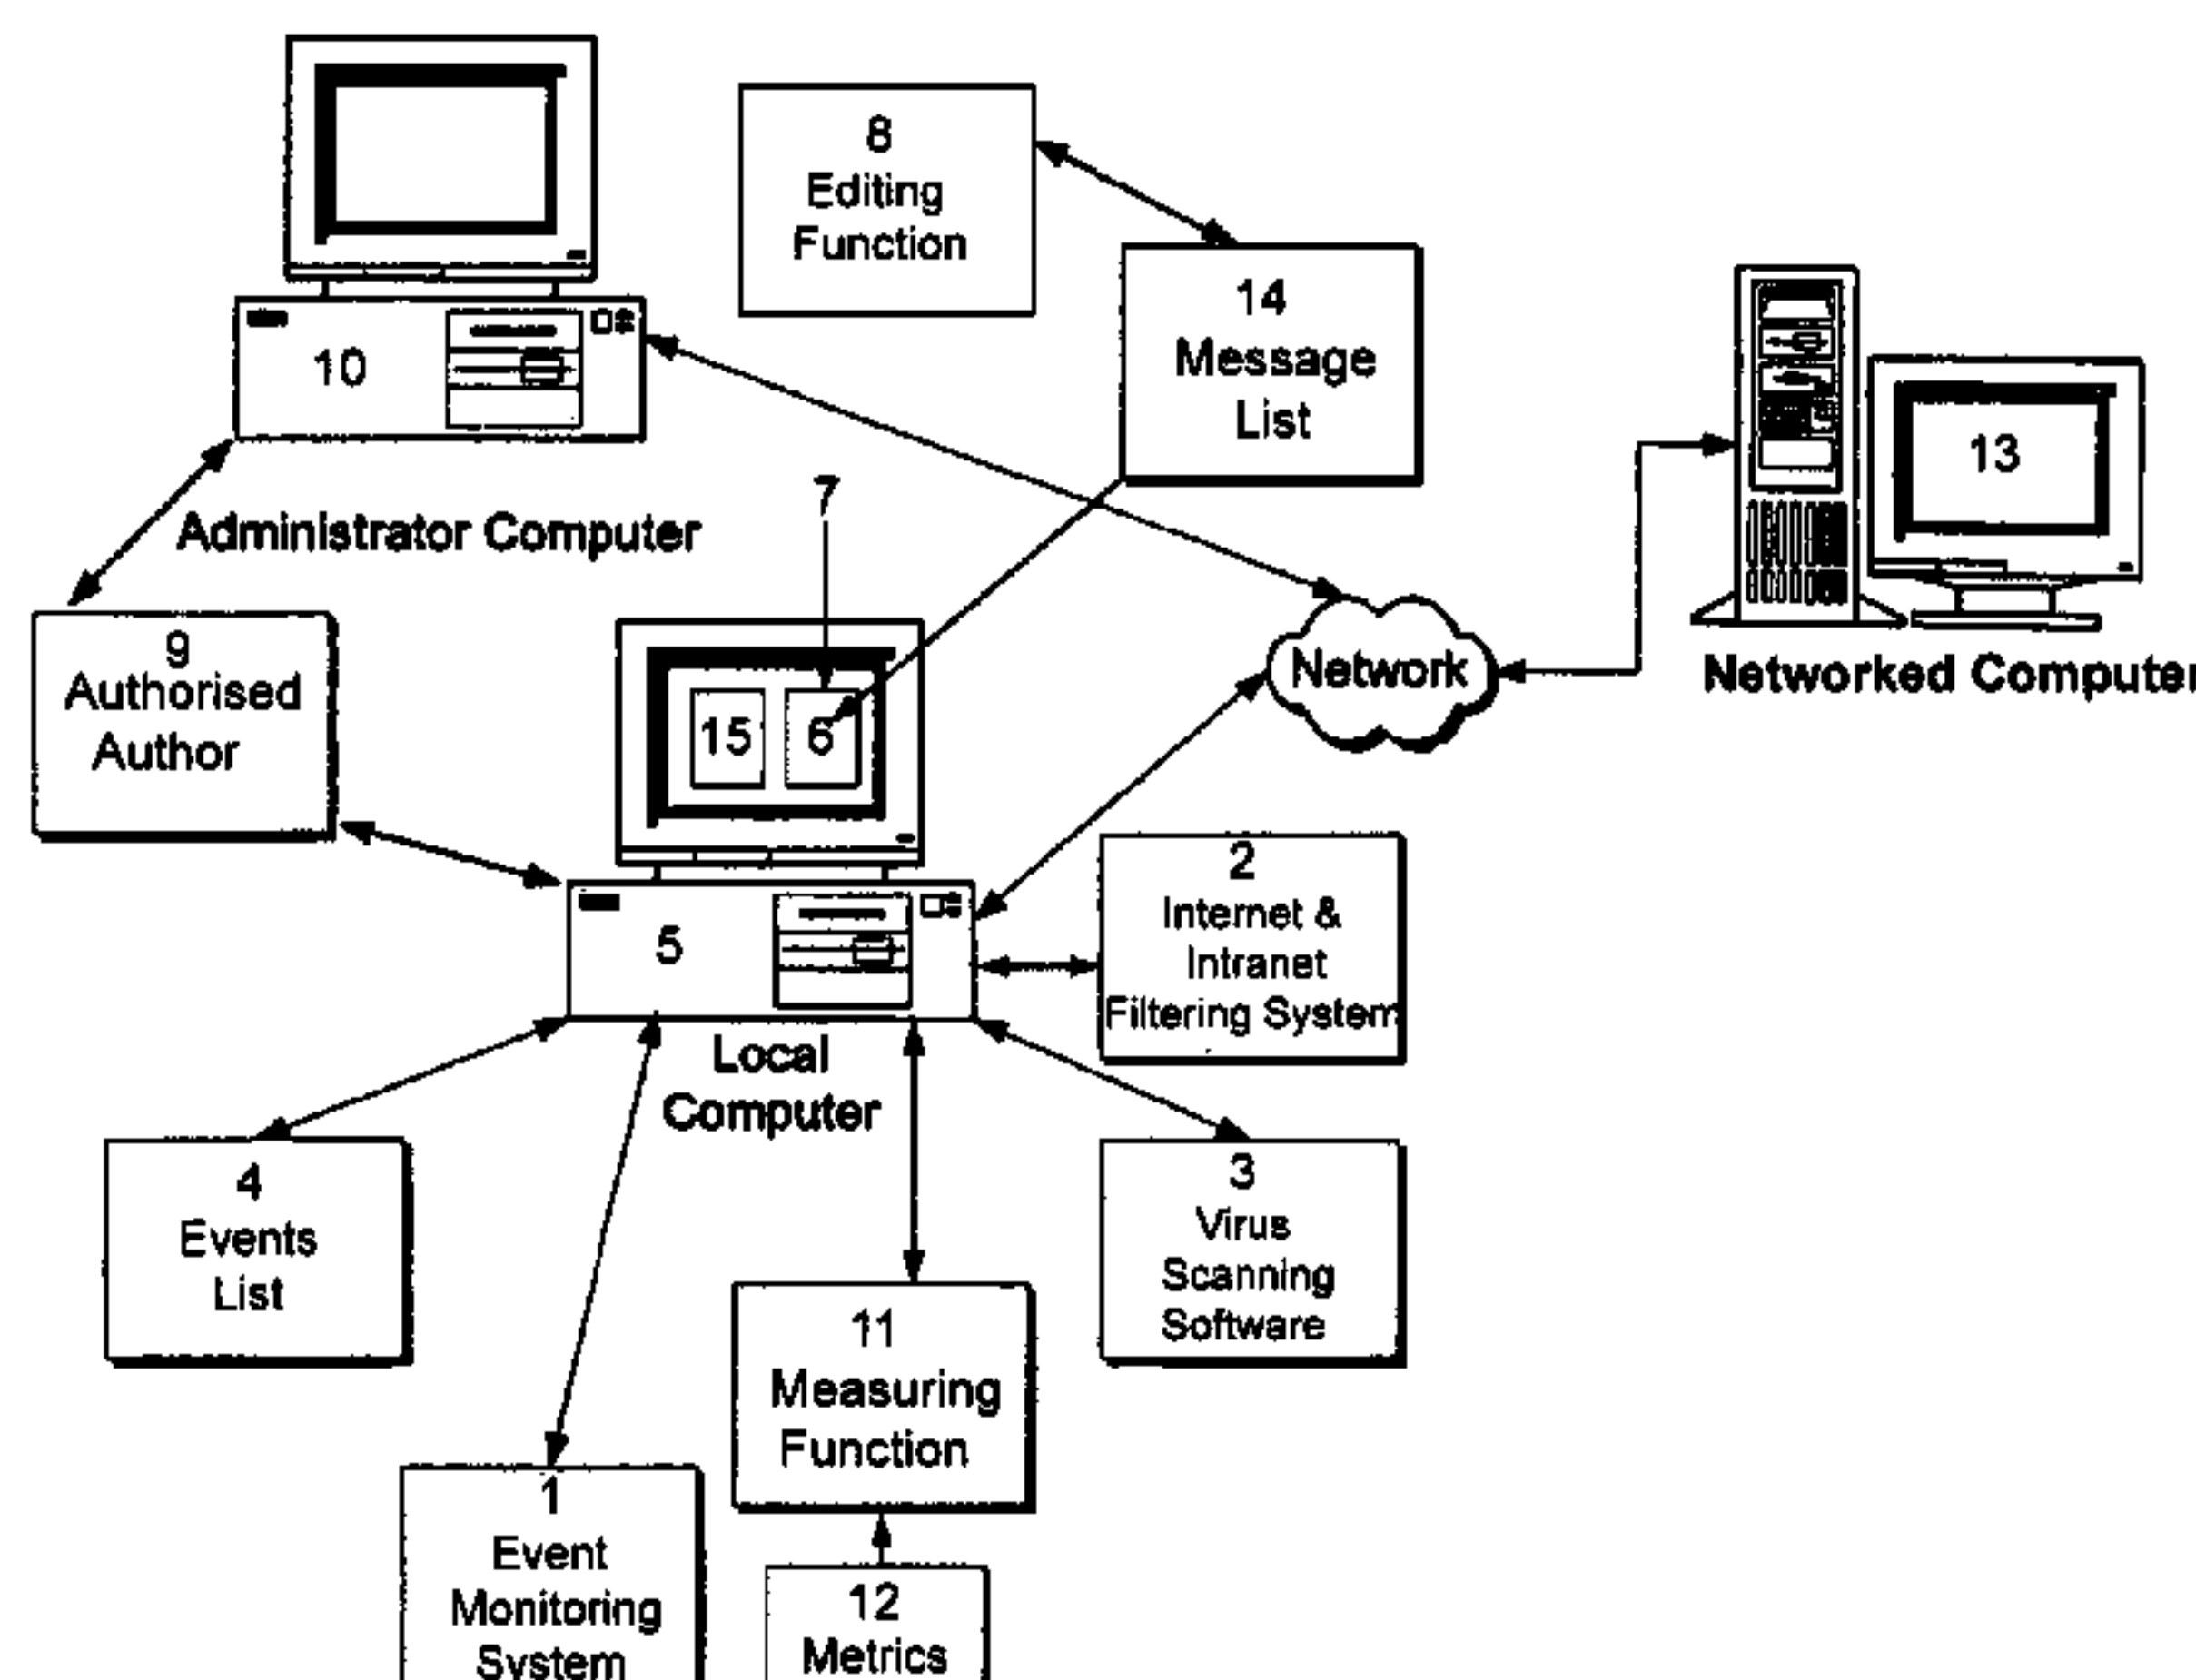 8
Editing
Function
14
Message
List
10
13
7
Administrator Computer
9
Authorised
Author
15
6
Network
Networked Computer
2
Internet &
Intranet
Filtering System
5
Local
Computer
4
Events
List
3
Virus
Scanning
Software
11
Measuring
Function
1
Event
Monitoring
System
12
Metrics